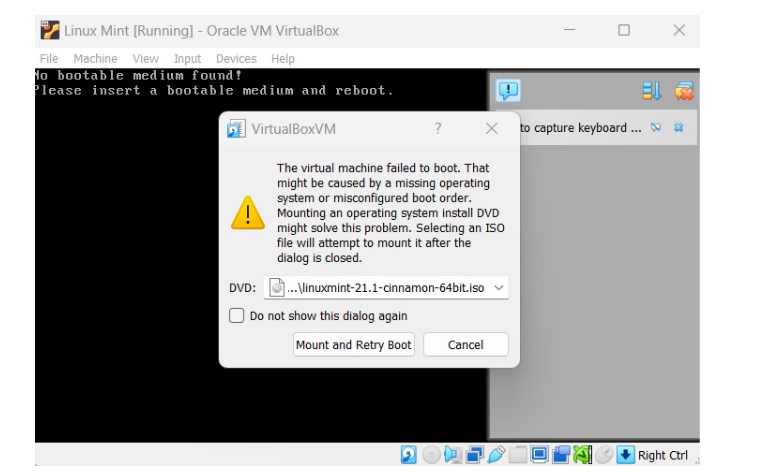 Linux Mint [Running] - Oracle VM VirtualBox
File Machine View Input Devices Help
No bootable medium found!
Please insert a bootable medium and reboot.
to capture keyboard ...
VirtualBoxVM ?
The virtual machine failed to boot. That
might be caused by a missing operating
system or misconfigured boot order.
Mounting an operating system install DVD
might solve this problem. Selecting an ISO
file will attempt to mount it after the
dialog is closed.
DVD: ...\linuxmint-21.1-cinnamon-64bit.iso
Do not show this dialog again
Mount and Retry Boot Cancel
Right Ctrl